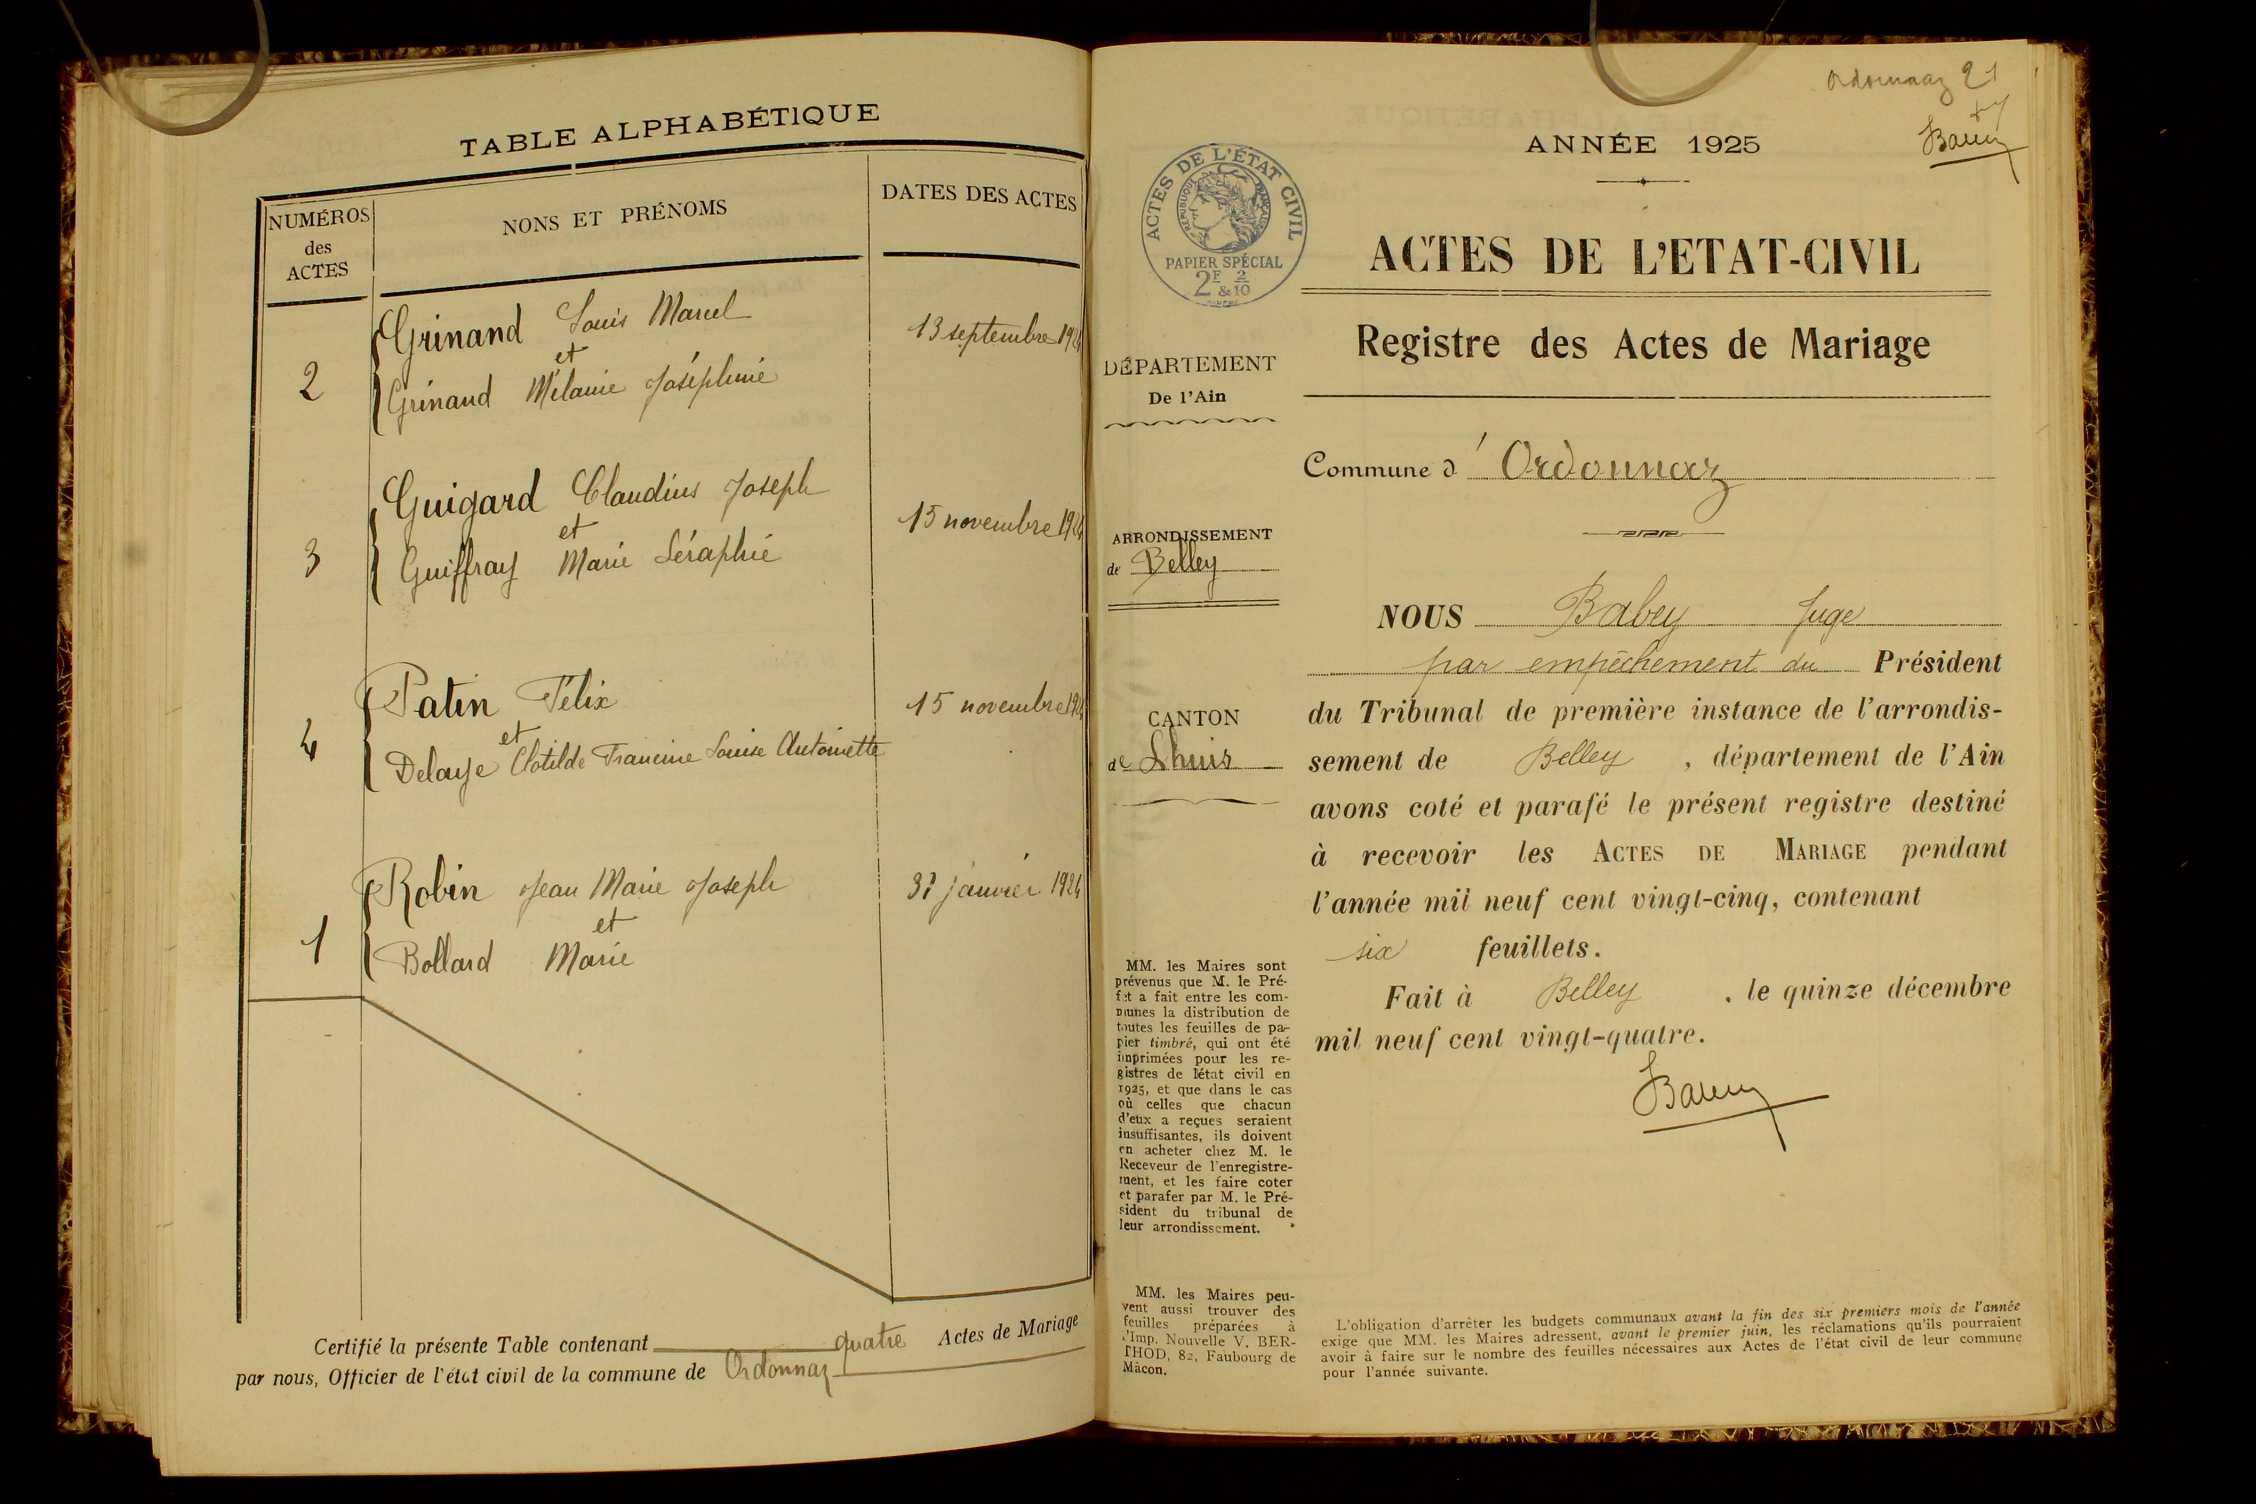 TABLE ALPHABÉTIQUE
NUMÉROS
des
ACTES
NONS ET PRÉNOMS
DATES DES ACTES
Grinand Louis Marcel
et
2
Grinand Mélanie Joséphine
13 septembre 1924
Guigard Claudius Joseph
et
3
Guiffray Marie Séraphie
15 novembre 1924
Patin Félix
et
4
Delaye Clotilde Francine Louise Antoinette
15 novembre 1924
Robin Jean Marie Joseph
et
1
Bollard Marie
31 janvier 1924
Certifié la présente Table contenant quatre Actes de Mariage
par nous, Officier de l'état civil de la commune de Ordonnaz
Ordonnaz 21
ANNÉE 1925
ACTES DE L'ÉTAT CIVIL
RÉPUBLIQUE FRANÇAISE
PAPIER SPÉCIAL
2F & 2/10
ACTES DE L'ETAT-CIVIL
Registre des Actes de Mariage
DÉPARTEMENT
De l'Ain
Commune d'Ordonnaz
ARRONDISSEMENT
de Belley
CANTON
de Lhuis
NOUS Babey Juge
par empêchement du Président
du Tribunal de première instance de l'arrondis-
sement de Belley, département de l'Ain
avons coté et parafé le présent registre destiné
à recevoir les ACTES DE MARIAGE pendant
l'année mil neuf cent vingt-cinq, contenant
six feuillets.
Fait à Belley, le quinze décembre
mil neuf cent vingt-quatre.
MM. les Maires sont
prévenus que M. le Pré-
fet a fait entre les com-
munes la distribution de
toutes les feuilles de pa-
pier timbré, qui ont été
imprimées pour les re-
gistres de l'état civil en
1925, et que dans le cas
où celles que chacun
d'eux a reçues seraient
insuffisantes, ils doivent
en acheter chez M. le
Receveur de l'enregistre-
ment, et les faire coter
et parafer par M. le Pré-
sident du tribunal de
leur arrondissement.
MM. les Maires peu-
vent aussi trouver des
feuilles préparées à
l'Imp. Nouvelle V. BER-
THOD, 82, Faubourg de
Mâcon.
L'obligation d'arrêter les budgets communaux avant la fin des six premiers mois de l'année
exige que MM. les Maires adressent, avant le premier juin, les réclamations qu'ils pourraient
avoir à faire sur le nombre des feuilles nécessaires aux Actes de l'état civil de leur commune
pour l'année suivante.